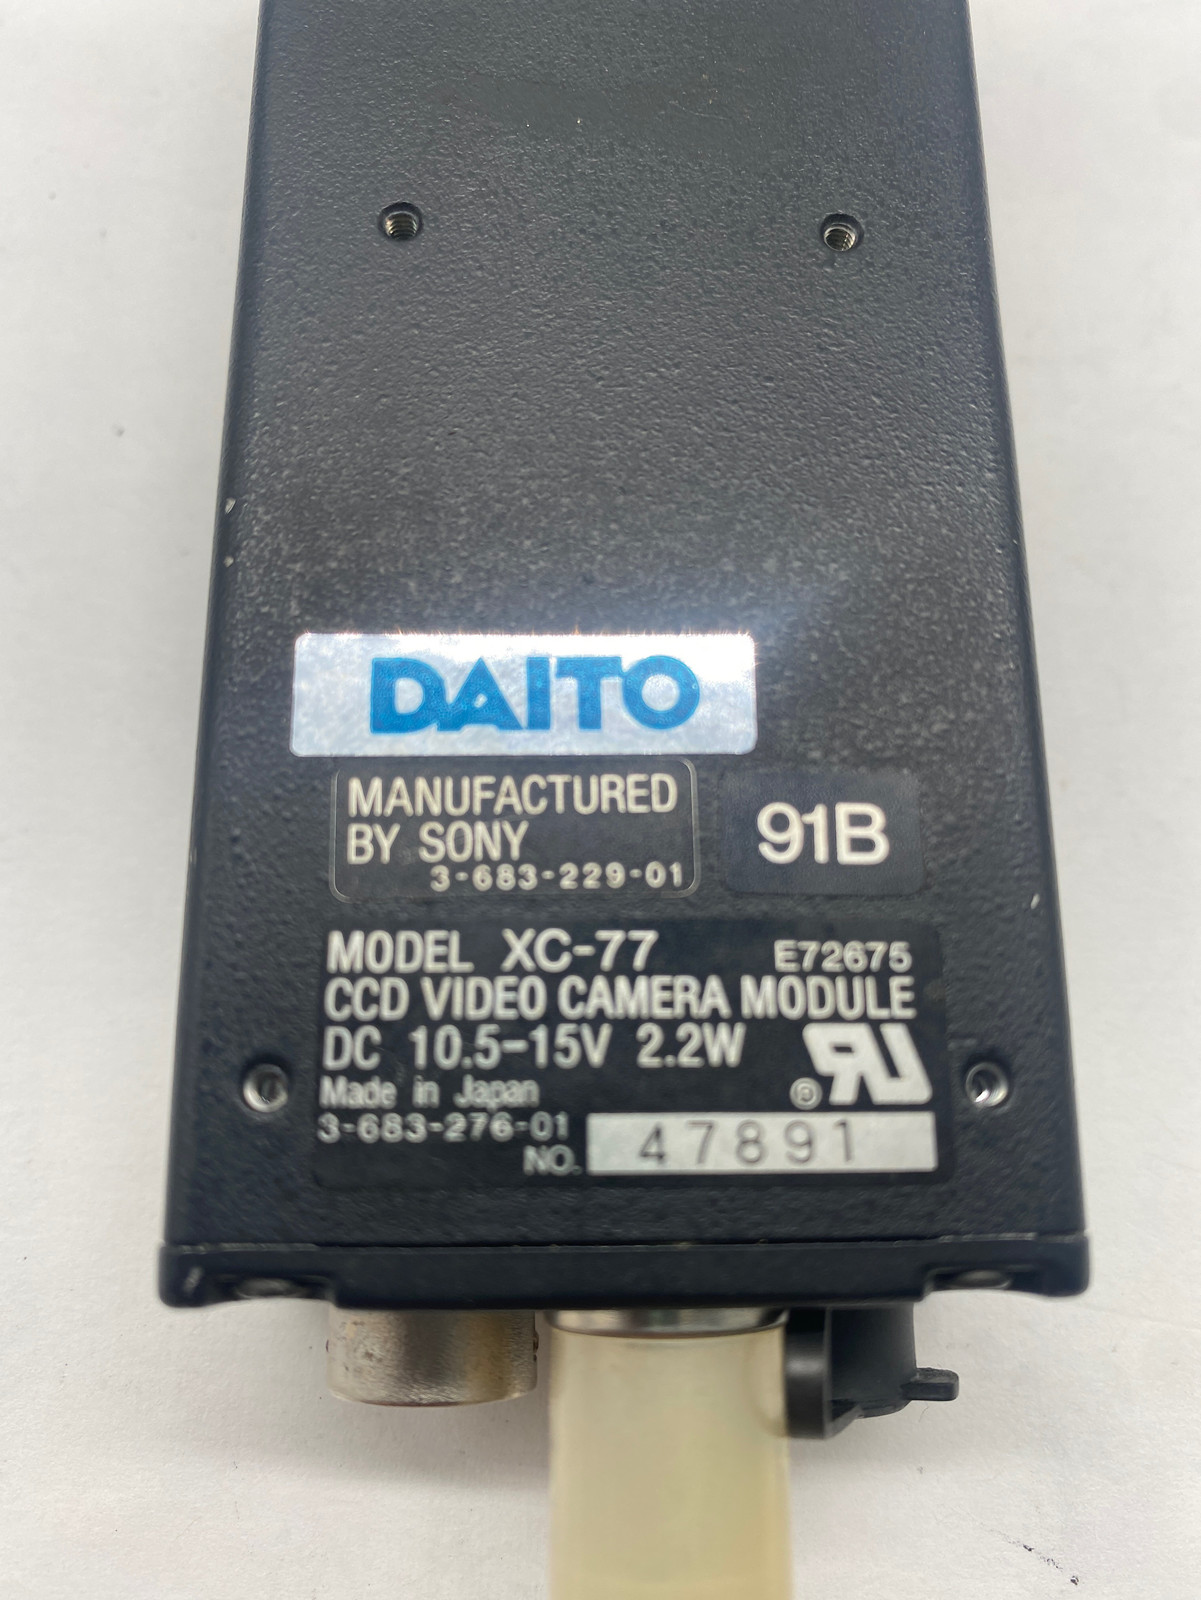 DAITO
MANUFACTURED
BY SONY
3-683-229-01
91B
MODEL XC-77 E72675
CCD VIDEO CAMERA MODULE
DC 10.5-15V 2.2W
Made in Japan
3-683-276-01
NO. 47891